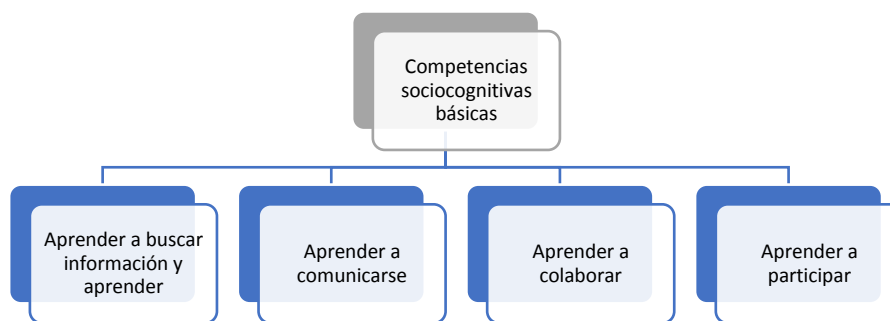 Competencias
sociocognitivas
básicas
Aprender a buscar
información y
aprender
Aprender a
comunicarse
Aprender a
colaborar
Aprender a
participar